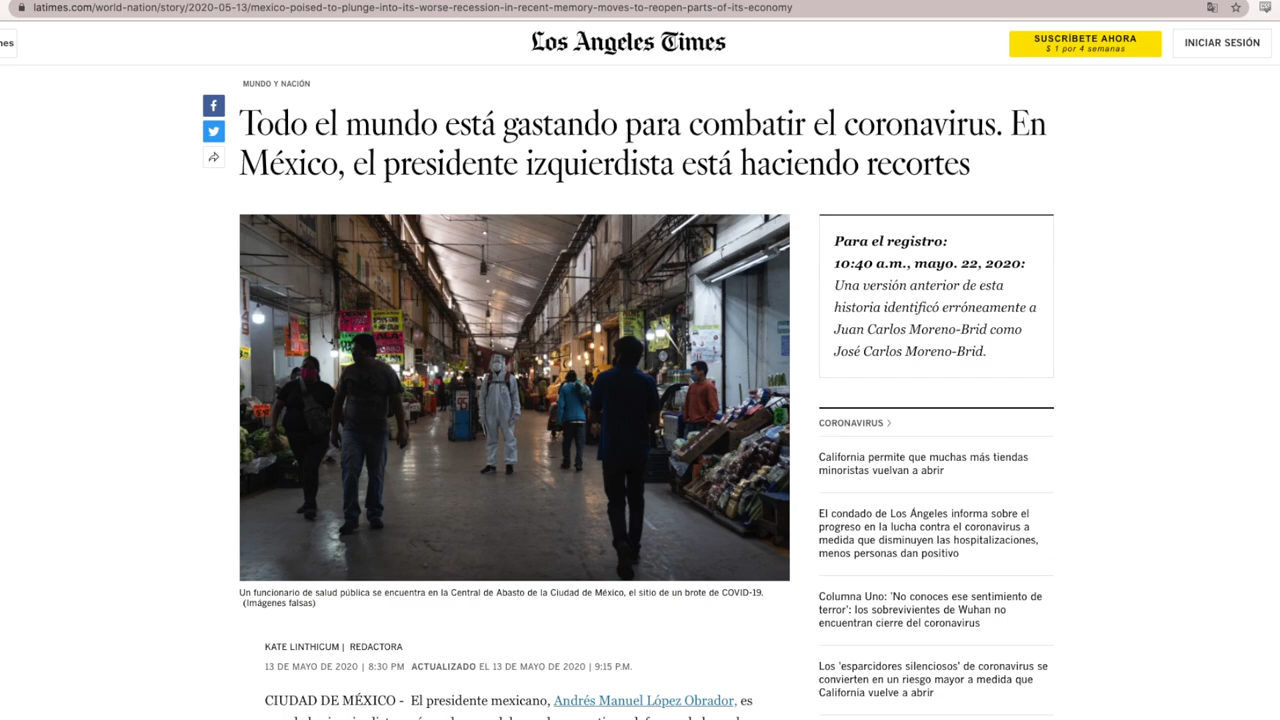 latimes.com/world-nation/story/2020-05-13/mexico-poised-to-plunge-into-its-worse-recession-in-recent-memory-moves-to-reopen-parts-of-its-economy
nes
Los Angeles Times
SUSCRÍBETE AHORA
$ 1 por 4 semanas
INICIAR SESIÓN
MUNDO Y NACIÓN
Todo el mundo está gastando para combatir el coronavirus. En
México, el presidente izquierdista está haciendo recortes
95
Un funcionario de salud pública se encuentra en la Central de Abasto de la Ciudad de México, el sitio de un brote de COVID-19.
(Imágenes falsas)
KATE LINTHICUM | REDACTORA
13 DE MAYO DE 2020 | 8:30 PM ACTUALIZADO EL 13 DE MAYO DE 2020 | 9:15 P.M.
CIUDAD DE MÉXICO - El presidente mexicano, Andrés Manuel López Obrador, es
Para el registro:
10:40 a.m., mayo. 22, 2020:
Una versión anterior de esta
historia identificó erróneamente a
Juan Carlos Moreno-Brid como
José Carlos Moreno-Brid.
CORONAVIRUS
California permite que muchas más tiendas
minoristas vuelvan a abrir
El condado de Los Ángeles informa sobre el
progreso en la lucha contra el coronavirus a
medida que disminuyen las hospitalizaciones,
menos personas dan positivo
Columna Uno: 'No conoces ese sentimiento de
terror': los sobrevivientes de Wuhan no
encuentran cierre del coronavirus
Los 'esparcidores silenciosos' de coronavirus se
convierten en un riesgo mayor a medida que
California vuelve a abrir